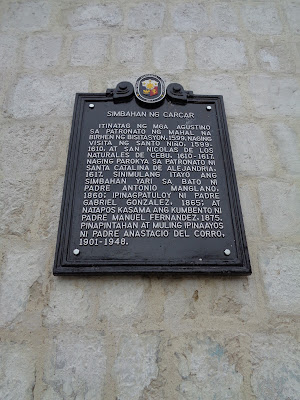 SIMBAHAN NG CARCAR
ITINATAG NG MGA AGUSTINO
SA PATRONATO NG MAHAL NA
BIRHEN NG BISITASYON, 1599. NAGING
VISITA NG SANTO NIÑO, 1599-
1610, AT SAN NICOLAS DE LOS
NATURALES DE CEBU, 1610-1617.
NAGING PAROKYA SA PATRONATO NI
SANTA CATALINA DE ALEJANDRIA,
1617. SINIMULANG ITAYO ANG
SIMBAHAN YARI SA BATO NI
PADRE ANTONIO MANGLANO,
1860; IPINAGPATULOY NI PADRE
GABRIEL GONZALEZ, 1865; AT
NATAPOS KASAMA ANG KUMBENTO NI
PADRE MANUEL FERNANDEZ, 1875.
PINAPINTAHAN AT MULING IPINAAYOS
NI PADRE ANASTACIO DEL CORRO,
1901-1948.